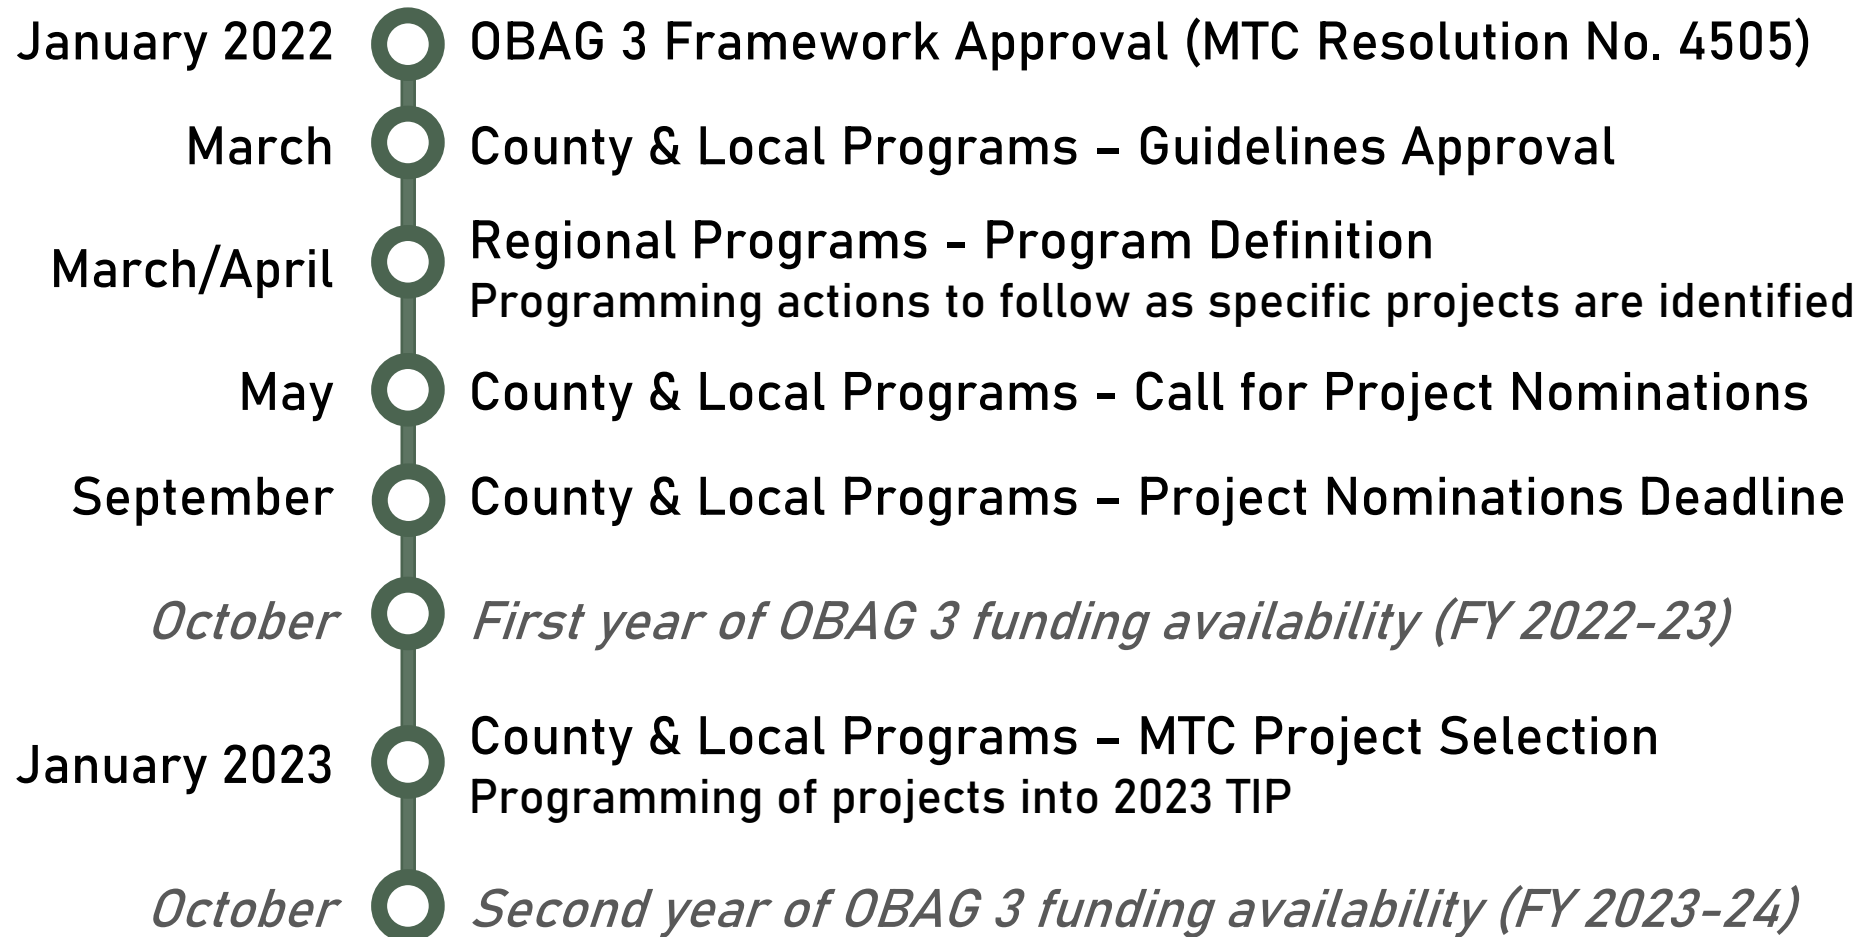 January 2022 OBAG 3 Framework Approval (MTC Resolution No. 4505)
March County & Local Programs – Guidelines Approval
March/April Regional Programs - Program Definition
Programming actions to follow as specific projects are identified
May County & Local Programs - Call for Project Nominations
September County & Local Programs – Project Nominations Deadline
October First year of OBAG 3 funding availability (FY 2022-23)
January 2023 County & Local Programs – MTC Project Selection
Programming of projects into 2023 TIP
October Second year of OBAG 3 funding availability (FY 2023-24)